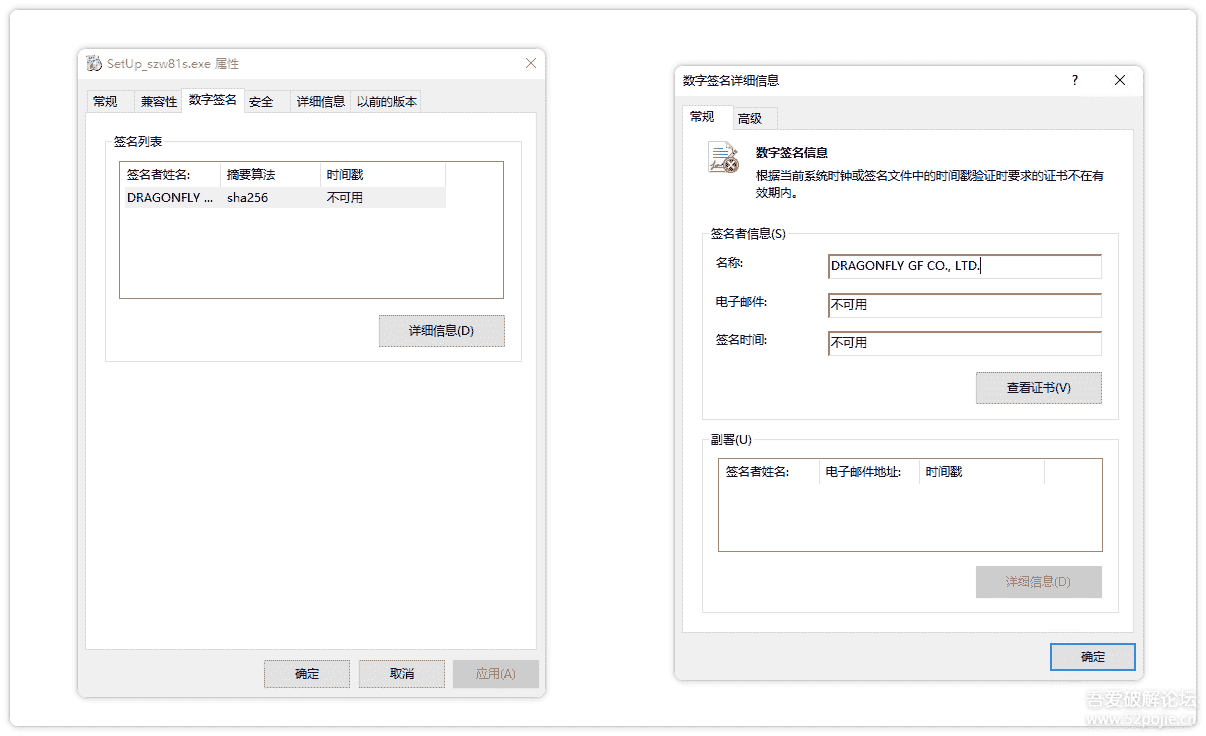 SetUp_szw81s.exe 属性
常规 兼容性 数字签名 安全 详细信息 以前的版本
签名列表
签名者姓名: 摘要算法 时间戳
DRAGONFLY ... sha256 不可用
详细信息(D)
确定 取消 应用(A)
数字签名详细信息 ?
常规 高级
数字签名信息
根据当前系统时钟或签名文件中的时间戳验证时要求的证书不在有
效期内。
签名者信息(S)
名称: DRAGONFLY GF CO., LTD.
电子邮件: 不可用
签名时间: 不可用
查看证书(V)
副署(U)
签名者姓名: 电子邮件地址: 时间戳
详细信息(D)
确定
吾爱破解论坛
www.52pojie.cn